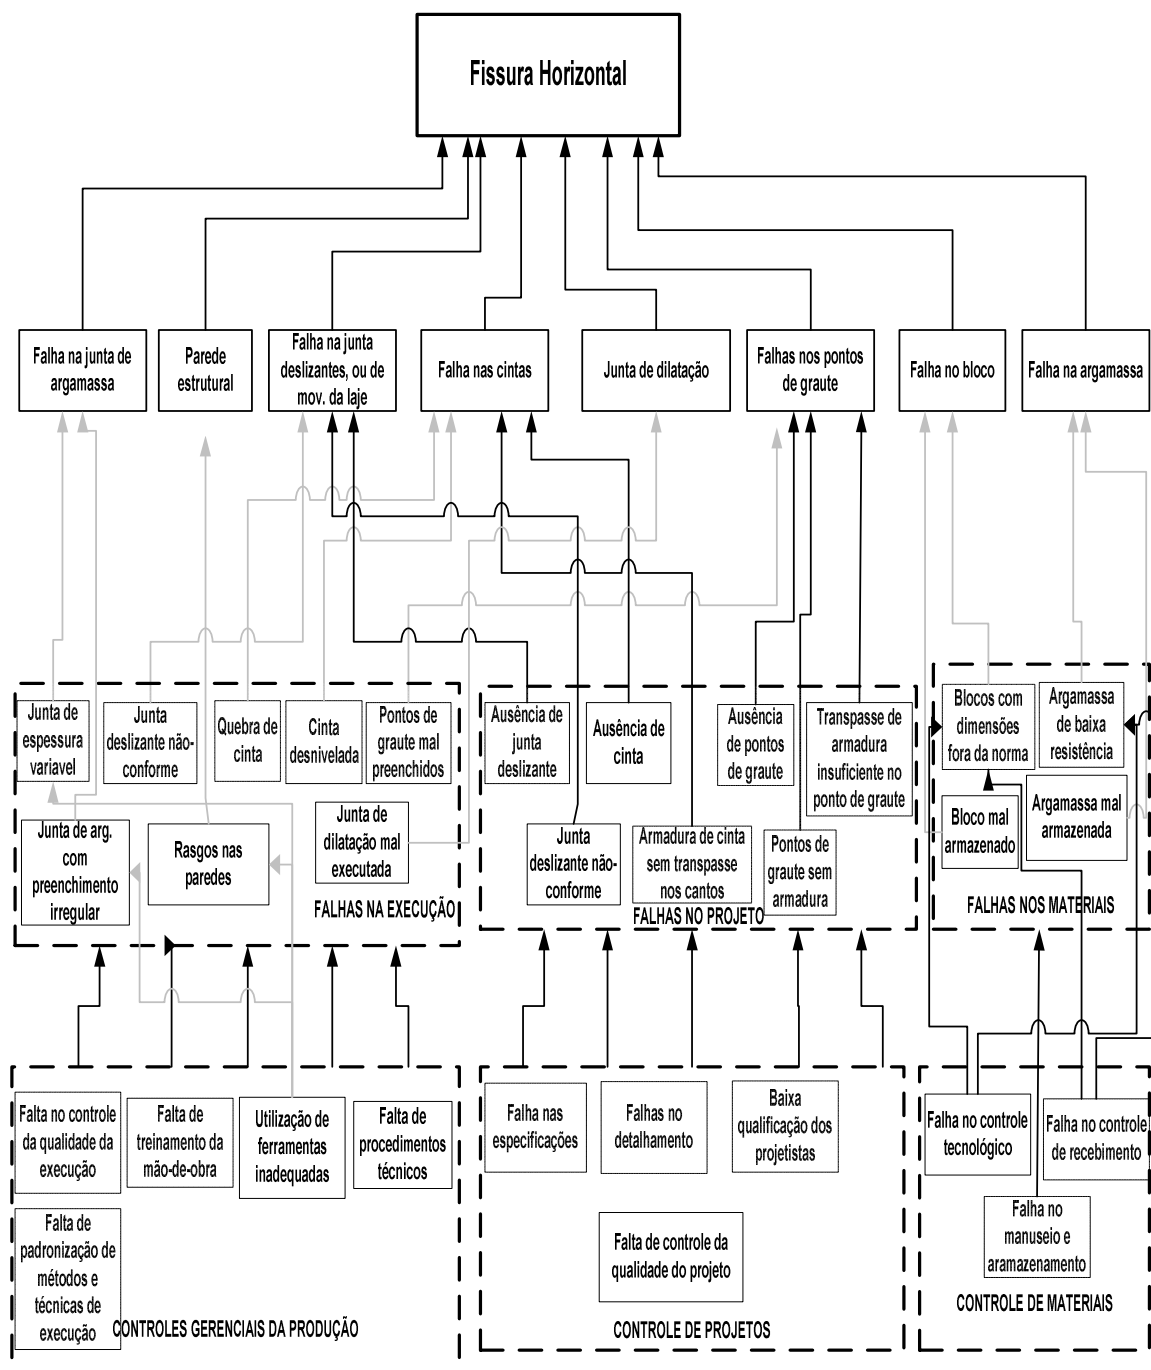 Fissura Horizontal
Falha na junta de
argamassa
Parede
estrutural
Falha na junta
deslizantes, ou de
mov. da laje
Falha nas cintas
Junta de dilatação
Falhas nos pontos
de graute
Falha no bloco
Falha na argamassa
Junta de
espessura
variavel
Junta
deslizante não-
conforme
Quebra de
cinta
Cinta
desnivelada
Pontos de
graute mal
preenchidos
Junta de arg.
com
preenchimento
irregular
Rasgos nas
paredes
Junta de
dilatação mal
executada
FALHAS NA EXECUÇÃO
Ausência de
junta
deslizante
Ausência de
cinta
Ausência
de pontos
de graute
Transpasse de
armadura
insuficiente no
ponto de graute
Junta
deslizante não-
conforme
Armadura de cinta
sem transpasse
nos cantos
Pontos de
graute sem
armadura
FALHAS NO PROJETO
Blocos com
dimensões
fora da norma
Argamassa
de baixa
resistência
Bloco mal
armazenado
Argamassa mal
armazenada
FALHAS NOS MATERIAIS
Falta no controle
da qualidade da
execução
Falta de
treinamento da
mão-de-obra
Utilização de
ferramentas
inadequadas
Falta de
procedimentos
técnicos
Falta de
padronização de
métodos e
técnicas de
execução
CONTROLES GERENCIAIS DA PRODUÇÃO
Falha nas
especificações
Falhas no
detalhamento
Baixa
qualificação dos
projetistas
Falta de controle da
qualidade do projeto
CONTROLE DE PROJETOS
Falha no controle
tecnológico
Falha no controle
de recebimento
Falha no
manuseio e
aramazenamento
CONTROLE DE MATERIAIS